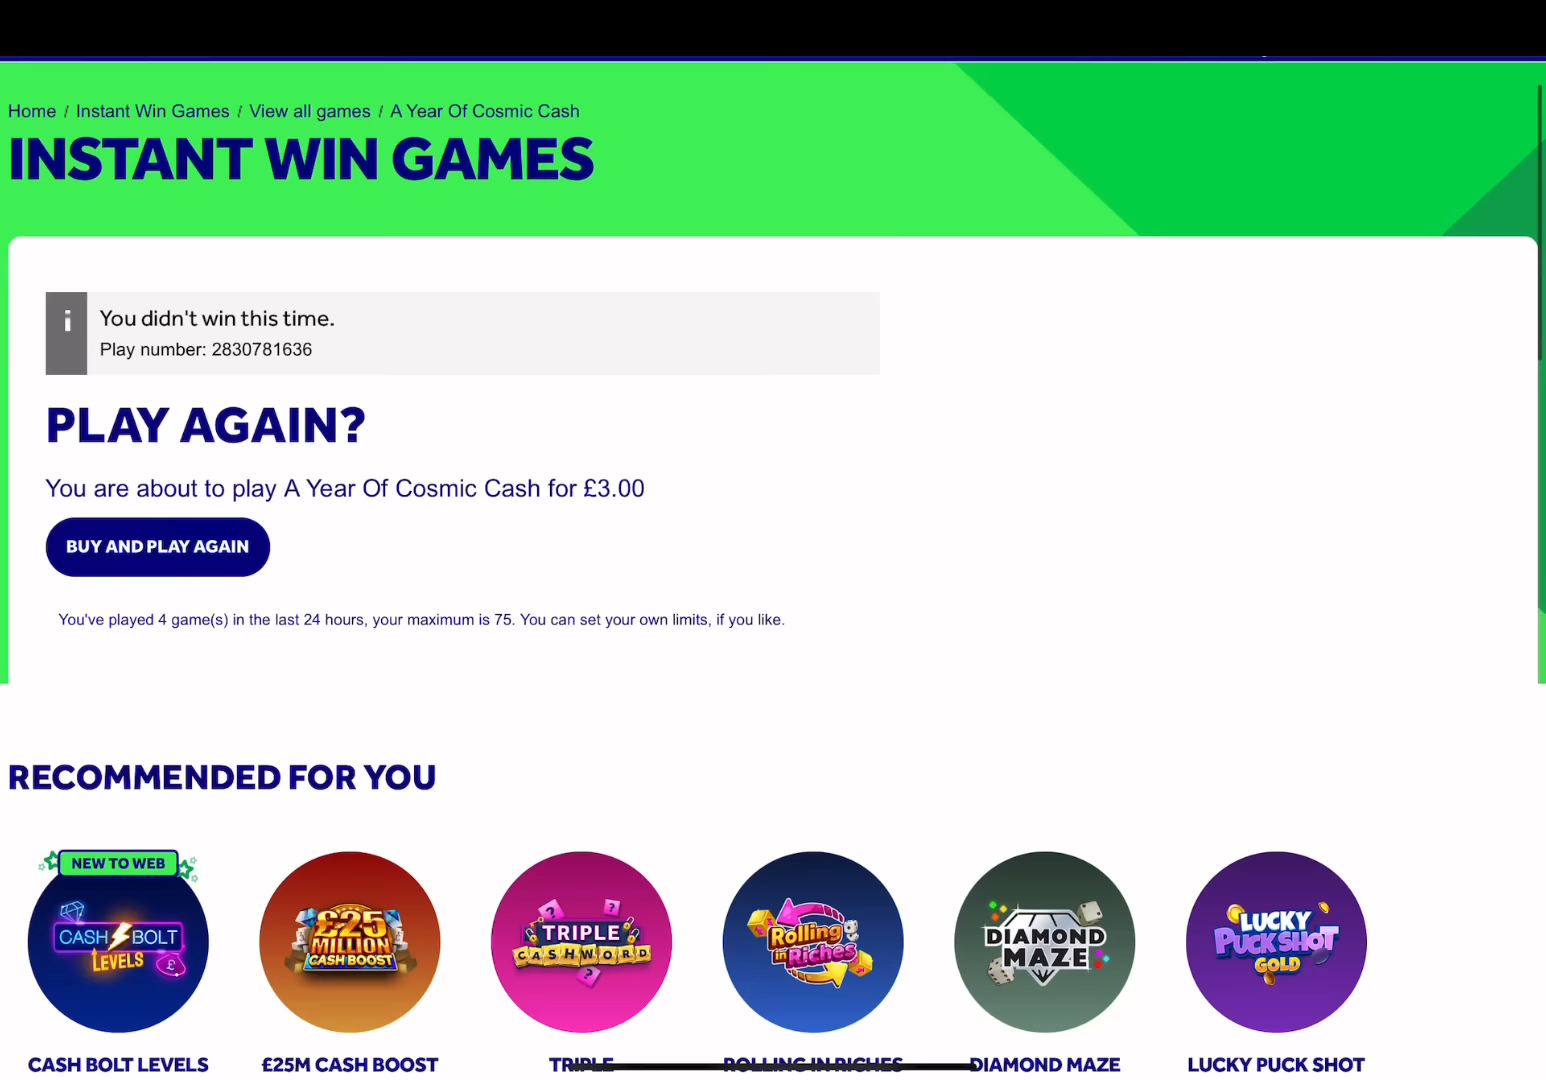 Home / Instant Win Games / View all games / A Year Of Cosmic Cash
INSTANT WIN GAMES
i
You didn't win this time.
Play number: 2830781636
PLAY AGAIN?
You are about to play A Year Of Cosmic Cash for £3.00
BUY AND PLAY AGAIN
You've played 4 game(s) in the last 24 hours, your maximum is 75. You can set your own limits, if you like.
RECOMMENDED FOR YOU
NEW TO WEB
CASH BOLT
LEVELS
£
£25
MILLION
CASH BOOST
? ?
TRIPLE
CASHWORD
?
Rolling
in Riches
DIAMOND
MAZE
LUCKY
PUCK SHOT
GOLD
CASH BOLT LEVELS
£25M CASH BOOST
TRIPLE
ROLLING IN RICHES
DIAMOND MAZE
LUCKY PUCK SHOT